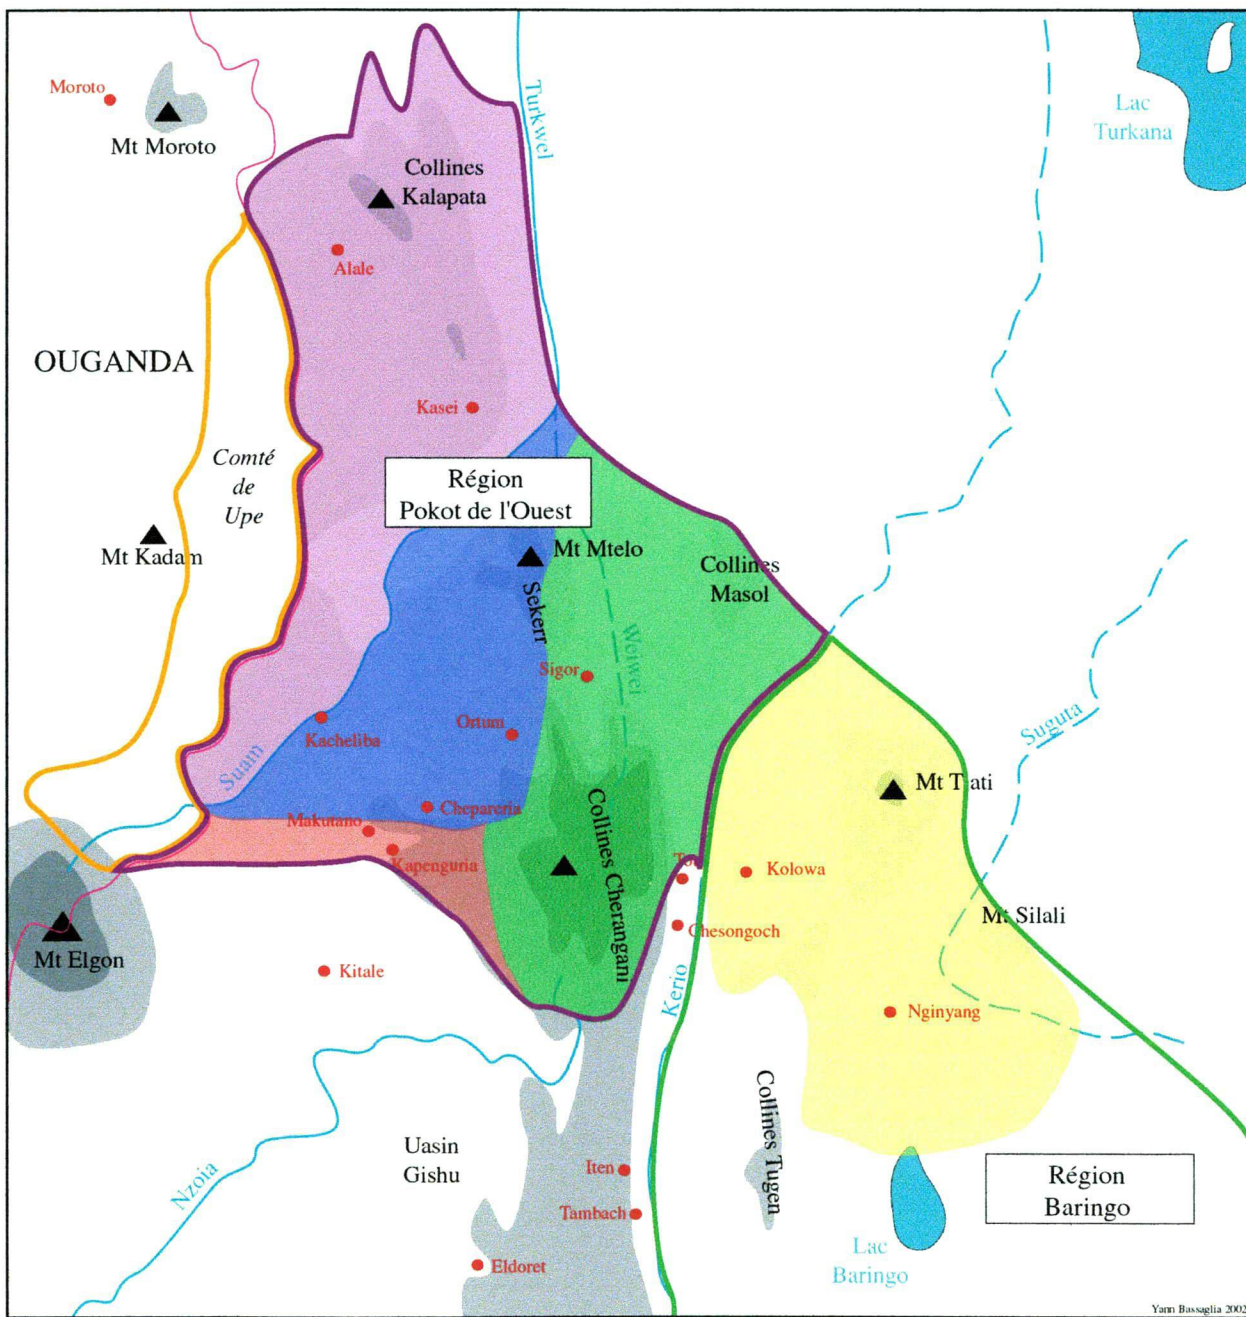 Moroto
Mt Moroto
Turkwel
Lac
Turkana
Collines
Kalapata
Alale
OUGANDA
Kasei
Comté
de
Upe
Région
Pokot de l'Ouest
Mt Kadam
Mt Mtelo
Sekerr
Collines
Masol
Weiwei
Sigor
Suguta
Kacheliba
Ortum
Suam
Mt Tiati
Makutano
Chepareria
Kapenguria
Collines Cherangani
Kolowa
Mt Silali
Chesongoch
Mt Elgon
Kitale
Kerio
Nginyang
Collines Tugen
Nzoia
Uasin
Gishu
Iten
Tambach
Région
Baringo
Eldoret
Lac
Baringo
Yann Bassaglia 2002